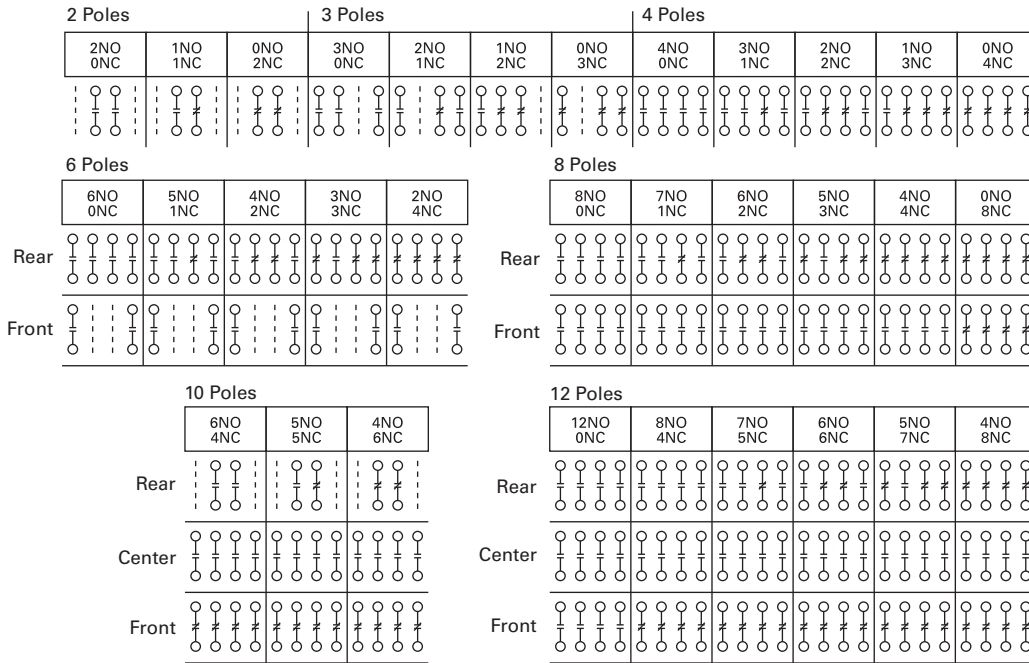 2 Poles 3 Poles 4 Poles
2NO 1NO 0NO 3NO 2NO 1NO 0NO 4NO 3NO 2NO 1NO 0NO
0NC 1NC 2NC 0NC 1NC 2NC 3NC 0NC 1NC 2NC 3NC 4NC
6 Poles 8 Poles
6NO 5NO 4NO 3NO 2NO 8NO 7NO 6NO 5NO 4NO 0NO
0NC 1NC 2NC 3NC 4NC 0NC 1NC 2NC 3NC 4NC 8NC
Rear Rear
Front Front
10 Poles 12 Poles
6NO 5NO 4NO 12NO 8NO 7NO 6NO 5NO 4NO
4NC 5NC 6NC 0NC 4NC 5NC 6NC 7NC 8NC
Rear Rear
Center Center
Front Front